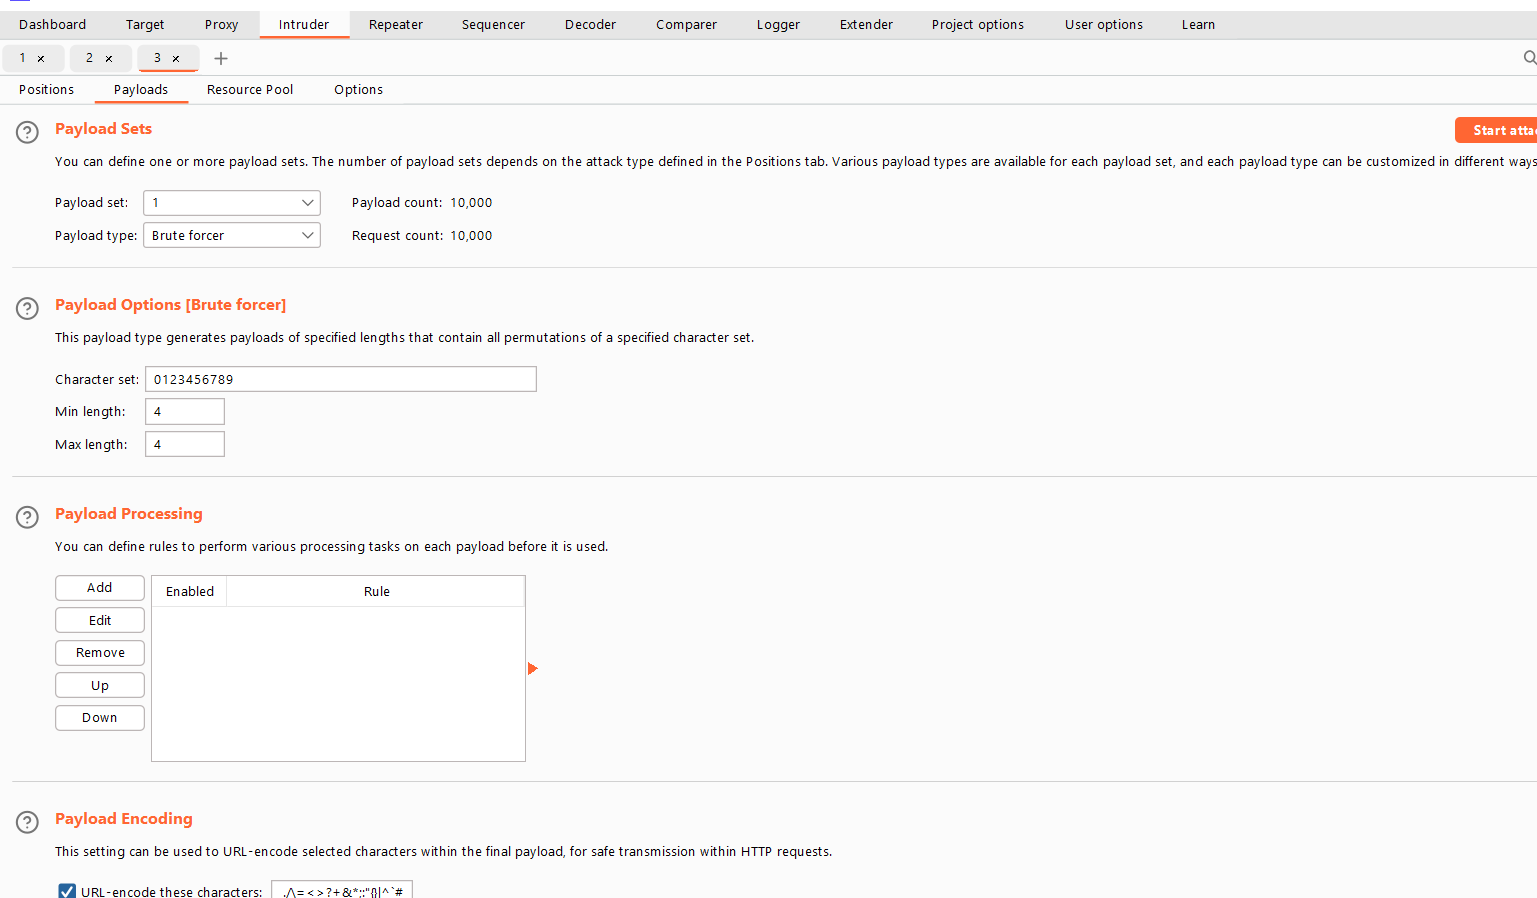 Dashboard Target Proxy Intruder Repeater Sequencer Decoder Comparer Logger Extender Project options User options Learn
1 × 2 × 3 × +
Positions Payloads Resource Pool Options
? Payload Sets
Start attac
You can define one or more payload sets. The number of payload sets depends on the attack type defined in the Positions tab. Various payload types are available for each payload set, and each payload type can be customized in different ways
Payload set: 1 Payload count: 10,000
Payload type: Brute forcer Request count: 10,000
? Payload Options [Brute forcer]
This payload type generates payloads of specified lengths that contain all permutations of a specified character set.
Character set: 0123456789
Min length: 4
Max length: 4
? Payload Processing
You can define rules to perform various processing tasks on each payload before it is used.
Add Enabled Rule
Edit
Remove
Up
Down
? Payload Encoding
This setting can be used to URL-encode selected characters within the final payload, for safe transmission within HTTP requests.
URL-encode these characters: ./\=<>?+&*;:"{}|^`#